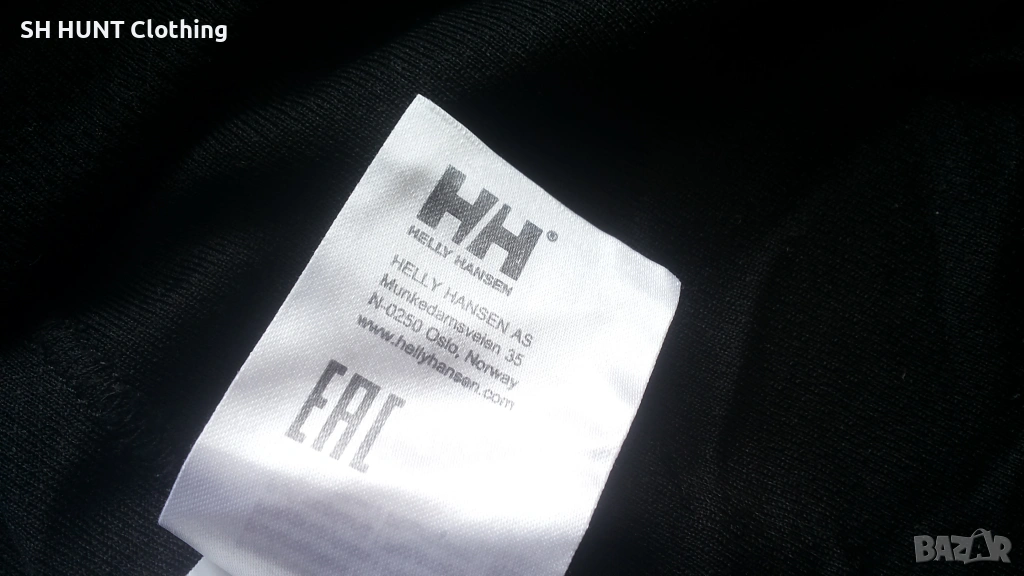 SH HUNT Clothing
HH®
HELLY HANSEN
HELLY HANSEN AS
Munkedamsveien 35
N-0250 Oslo, Norway
www.hellyhansen.com
EAC
BAZAR